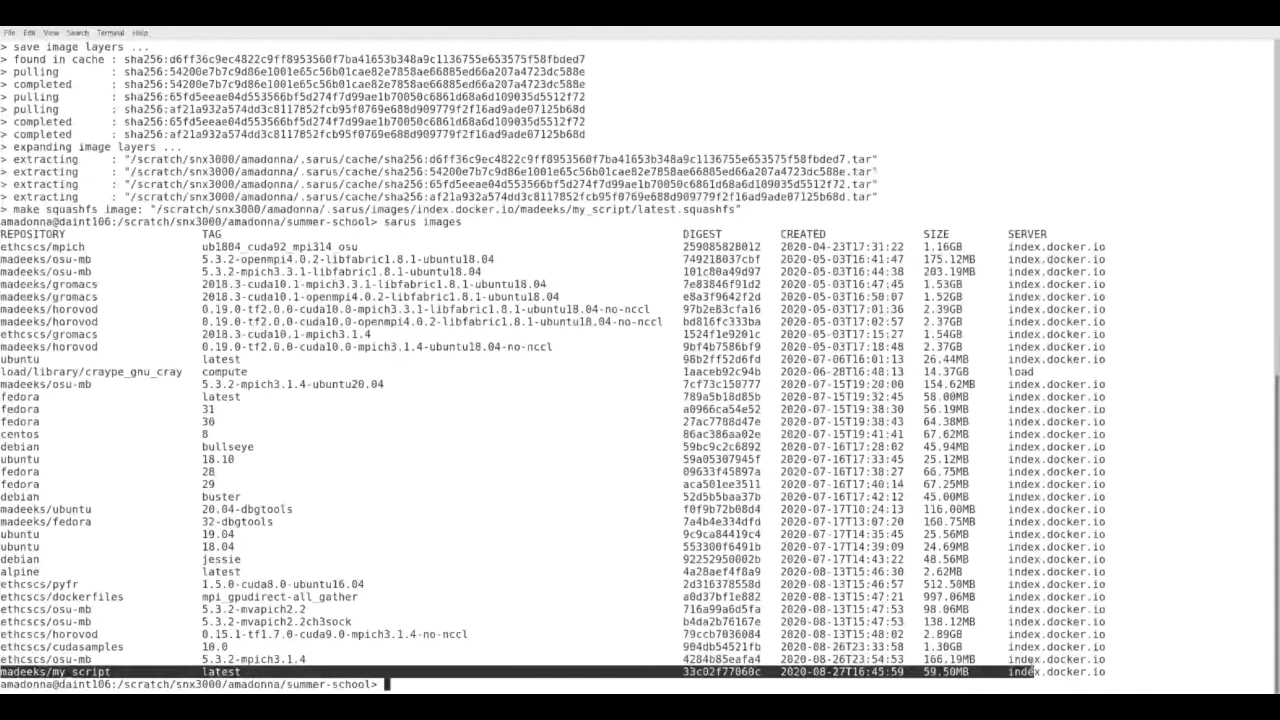 File Edit View Search Terminal Help
> save image layers ...
> found in cache : sha256:d6ff36c9ec4822c9ff8953560f7ba41653b348a9c1136755e653575f58fbded7
> pulling : sha256:54200e7b7c9d86e1001e65c56b01cae82e7858ae66885ed66a207a4723dc588e
> completed : sha256:54200e7b7c9d86e1001e65c56b01cae82e7858ae66885ed66a207a4723dc588e
> pulling : sha256:65fd5eeae04d553566bf5d274f7d99ae1b70050c6861d68a6d109035d5512f72
> pulling : sha256:af21a932a574dd3c8117852fcb95f0769e688d909779f2f16ad9ade07125b68d
> completed : sha256:65fd5eeae04d553566bf5d274f7d99ae1b70050c6861d68a6d109035d5512f72
> completed : sha256:af21a932a574dd3c8117852fcb95f0769e688d909779f2f16ad9ade07125b68d
> expanding image layers ...
> extracting : "/scratch/snx3000/amadonna/.sarus/cache/sha256:d6ff36c9ec4822c9ff8953560f7ba41653b348a9c1136755e653575f58fbded7.tar"
> extracting : "/scratch/snx3000/amadonna/.sarus/cache/sha256:54200e7b7c9d86e1001e65c56b01cae82e7858ae66885ed66a207a4723dc588e.tar"
> extracting : "/scratch/snx3000/amadonna/.sarus/cache/sha256:65fd5eeae04d553566bf5d274f7d99ae1b70050c6861d68a6d109035d5512f72.tar"
> extracting : "/scratch/snx3000/amadonna/.sarus/cache/sha256:af21a932a574dd3c8117852fcb95f0769e688d909779f2f16ad9ade07125b68d.tar"
> make squashfs image: "/scratch/snx3000/amadonna/.sarus/images/index.docker.io/madeeks/my_script/latest.squashfs"
amadonna@daint106:/scratch/snx3000/amadonna/summer-school> sarus images
REPOSITORY TAG DIGEST CREATED SIZE SERVER
ethcscs/mpich ub1804_cuda92_mpi314_osu 259085828012 2020-04-23T17:31:22 1.16GB index.docker.io
madeeks/osu-mb 5.3.2-openmpi4.0.2-libfabric1.8.1-ubuntu18.04 749218037cbf 2020-05-03T16:41:47 175.12MB index.docker.io
madeeks/osu-mb 5.3.2-mpich3.3.1-libfabric1.8.1-ubuntu18.04 101c80a49d97 2020-05-03T16:44:38 203.19MB index.docker.io
madeeks/gromacs 2018.3-cuda10.1-mpich3.3.1-libfabric1.8.1-ubuntu18.04 7e83846f91d2 2020-05-03T16:47:45 1.53GB index.docker.io
madeeks/gromacs 2018.3-cuda10.1-openmpi4.0.2-libfabric1.8.1-ubuntu18.04 e8a3f9642f2d 2020-05-03T16:50:07 1.52GB index.docker.io
madeeks/horovod 0.19.0-tf2.0.0-cuda10.0-mpich3.3.1-libfabric1.8.1-ubuntu18.04-no-nccl 97b2e83cfa16 2020-05-03T17:01:36 2.39GB index.docker.io
madeeks/horovod 0.19.0-tf2.0.0-cuda10.0-openmpi4.0.2-libfabric1.8.1-ubuntu18.04-no-nccl bd816fc333ba 2020-05-03T17:02:57 2.37GB index.docker.io
ethcscs/gromacs 2018.3-cuda10.1-mpich3.1.4 1524f1e9201c 2020-05-03T17:15:27 1.54GB index.docker.io
madeeks/horovod 0.19.0-tf2.0.0-cuda10.0-mpich3.1.4-ubuntu18.04-no-nccl 9bf4b7586bf9 2020-05-03T17:18:48 2.37GB index.docker.io
ubuntu latest 98b2ff52d6fd 2020-07-06T16:01:13 26.44MB index.docker.io
load/library/craype_gnu_cray compute 1aaceb92c94b 2020-06-28T16:48:13 14.37GB load
madeeks/osu-mb 5.3.2-mpich3.1.4-ubuntu20.04 7cf73c150777 2020-07-15T19:20:00 154.62MB index.docker.io
fedora latest 789a5b18d85b 2020-07-15T19:32:45 58.00MB index.docker.io
fedora 31 a0966ca54e52 2020-07-15T19:38:30 56.19MB index.docker.io
fedora 30 27ac7788d47e 2020-07-15T19:38:43 64.38MB index.docker.io
centos 8 86ac386aa02e 2020-07-15T19:41:41 67.62MB index.docker.io
debian bullseye 59bc9c2c6892 2020-07-16T17:28:02 45.94MB index.docker.io
ubuntu 18.10 59a05307945f 2020-07-16T17:33:45 25.12MB index.docker.io
fedora 28 09633f45897a 2020-07-16T17:38:27 66.75MB index.docker.io
fedora 29 aca501ee3511 2020-07-16T17:40:14 67.25MB index.docker.io
debian buster 52d5b5baa37b 2020-07-16T17:42:12 45.00MB index.docker.io
madeeks/ubuntu 20.04-dbgtools f0f9b72b08d4 2020-07-17T10:24:13 116.00MB index.docker.io
madeeks/fedora 32-dbgtools 7a4b4e334dfd 2020-07-17T13:07:20 160.75MB index.docker.io
ubuntu 19.04 9c9ca84419c4 2020-07-17T14:35:45 25.56MB index.docker.io
ubuntu 18.04 553300f6491b 2020-07-17T14:39:09 24.69MB index.docker.io
debian jessie 92252950002b 2020-07-17T14:43:22 48.56MB index.docker.io
alpine latest 4a28aef4f8a9 2020-08-13T15:46:30 2.62MB index.docker.io
ethcscs/pyfr 1.5.0-cuda8.0-ubuntu16.04 2d316378558d 2020-08-13T15:46:57 512.50MB index.docker.io
ethcscs/dockerfiles mpi_gpudirect-all_gather a0d37bf1e882 2020-08-13T15:47:21 997.06MB index.docker.io
ethcscs/osu-mb 5.3.2-mvapich2.2 716a99a6d5fa 2020-08-13T15:47:53 98.06MB index.docker.io
ethcscs/osu-mb 5.3.2-mvapich2.2ch3sock b4da2b76167e 2020-08-13T15:47:53 138.12MB index.docker.io
ethcscs/horovod 0.15.1-tf1.7.0-cuda9.0-mpich3.1.4-no-nccl 79ccb7036084 2020-08-13T15:48:02 2.89GB index.docker.io
ethcscs/cudasamples 10.0 904db54521fb 2020-08-26T23:33:58 1.30GB index.docker.io
ethcscs/osu-mb 5.3.2-mpich3.1.4 4284b85eafa4 2020-08-26T23:54:53 166.19MB index.docker.io
madeeks/my_script latest 33c02f77060c 2020-08-27T16:45:59 59.50MB index.docker.io
amadonna@daint106:/scratch/snx3000/amadonna/summer-school>